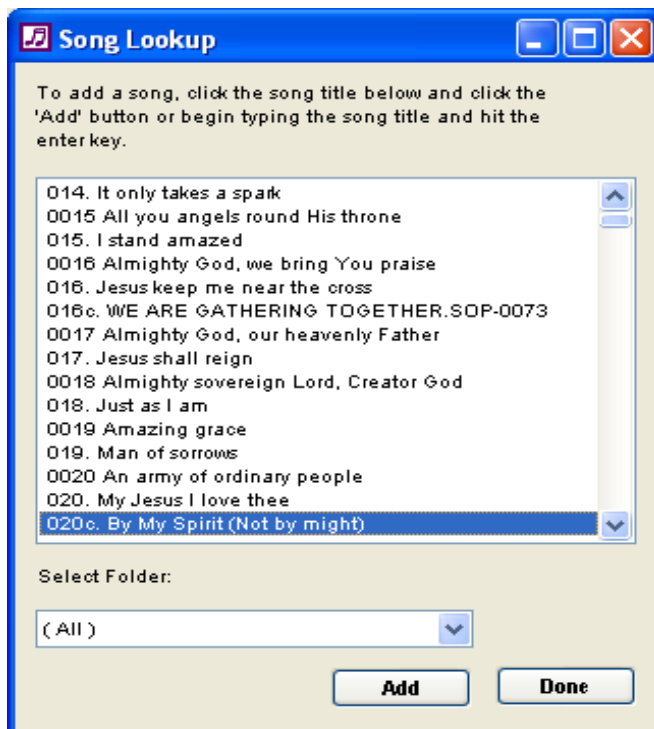 Song Lookup
To add a song, click the song title below and click the
'Add' button or begin typing the song title and hit the
enter key.
014. It only takes a spark
0015 All you angels round His throne
015. I stand amazed
0016 Almighty God, we bring You praise
016. Jesus keep me near the cross
016c. WE ARE GATHERING TOGETHER.SOP-0073
0017 Almighty God, our heavenly Father
017. Jesus shall reign
0018 Almighty sovereign Lord, Creator God
018. Just as I am
0019 Amazing grace
019. Man of sorrows
0020 An army of ordinary people
020. My Jesus I love thee
020c. By My Spirit (Not by might)
Select Folder:
( All )
Add Done